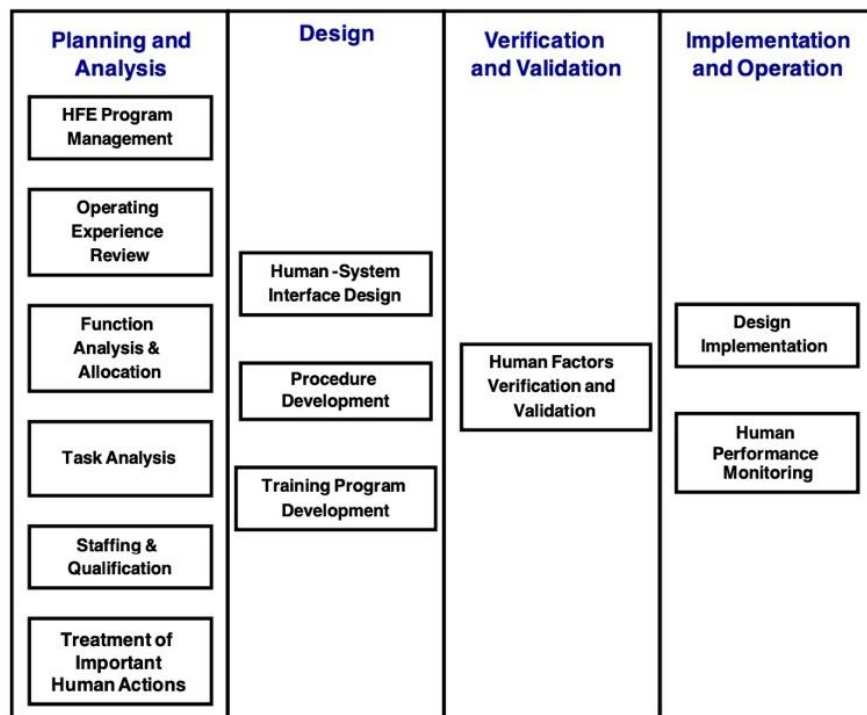 Planning and
Analysis
HFE Program
Management
Operating
Experience
Review
Function
Analysis &
Allocation
Task Analysis
Staffing &
Qualification
Treatment of
Important
Human Actions
Design
Human -System
Interface Design
Procedure
Development
Training Program
Development
Verification
and Validation
Human Factors
Verification and
Validation
Implementation
and Operation
Design
Implementation
Human
Performance
Monitoring